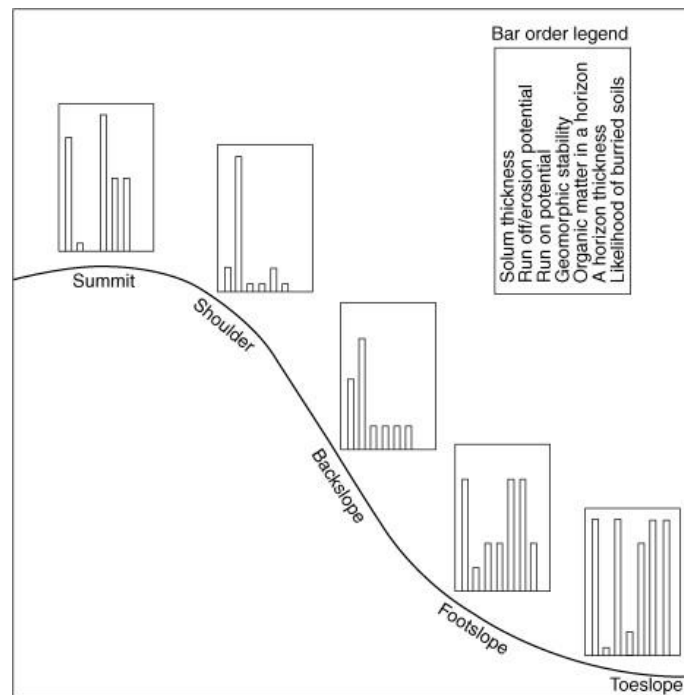 Bar order legend
Solum thickness
Run off/erosion potential
Run on potential
Geomorphic stability
Organic matter in a horizon
A horizon thickness
Likelihood of burried soils
Summit
Shoulder
Backslope
Footslope
Toeslope